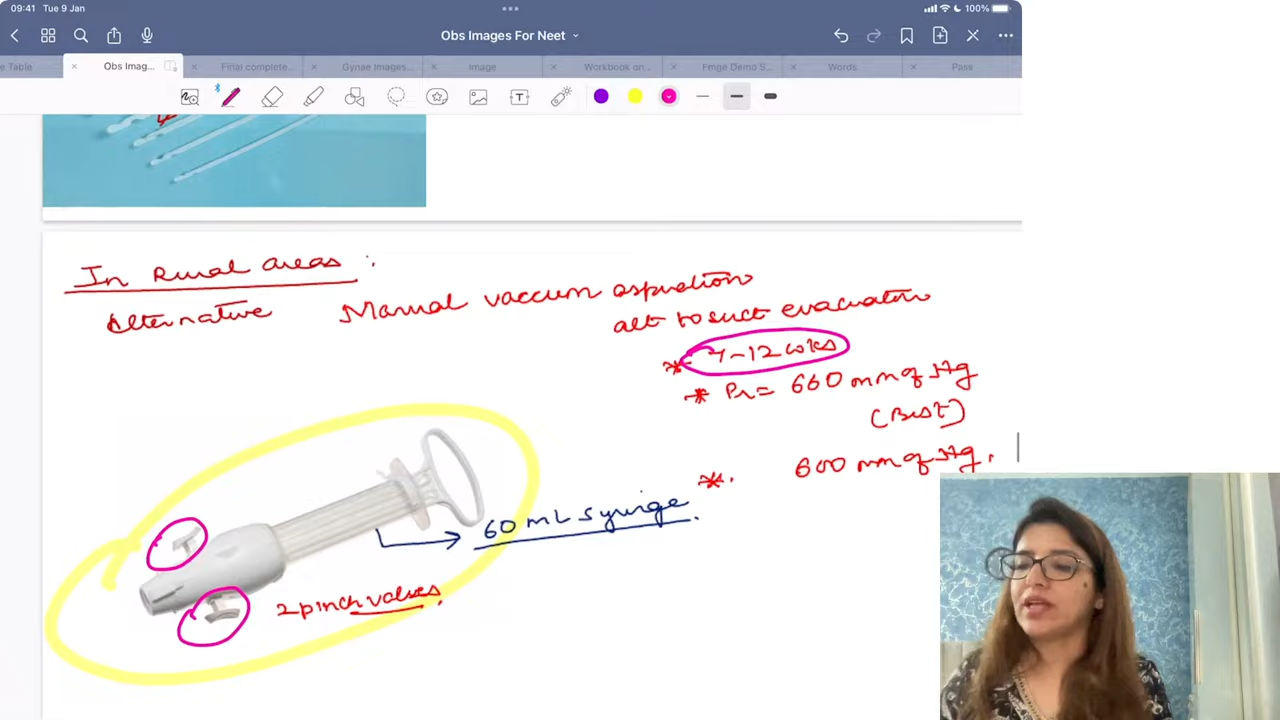 09:41 Tue 9 Jan
100%
Obs Images For Neet
e Table
Obs Imag...
Final complete...
Gynae Images...
Image
Workbook on...
Fmge Demo 5...
Words
Pass
In Rural areas :
Alternative Manual vaccum aspiration
alt to suct evacuation
* 7-12 wks
* Pr = 660 mm of Hg
(Best)
* . 600 mm of Hg.
60 mL Syringe.
2 pinch valves.